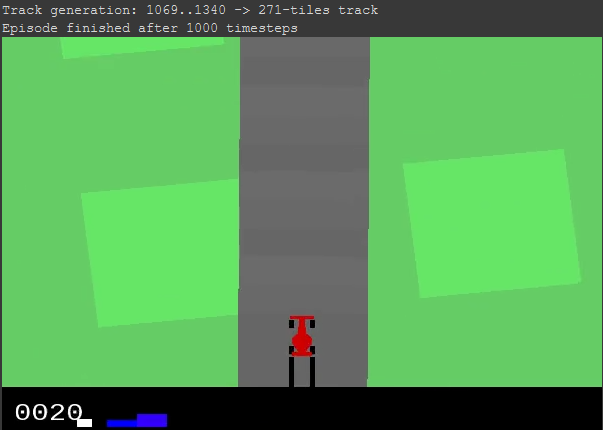 Track generation: 1069..1340 -> 271-tiles track
Episode finished after 1000 timesteps
0020